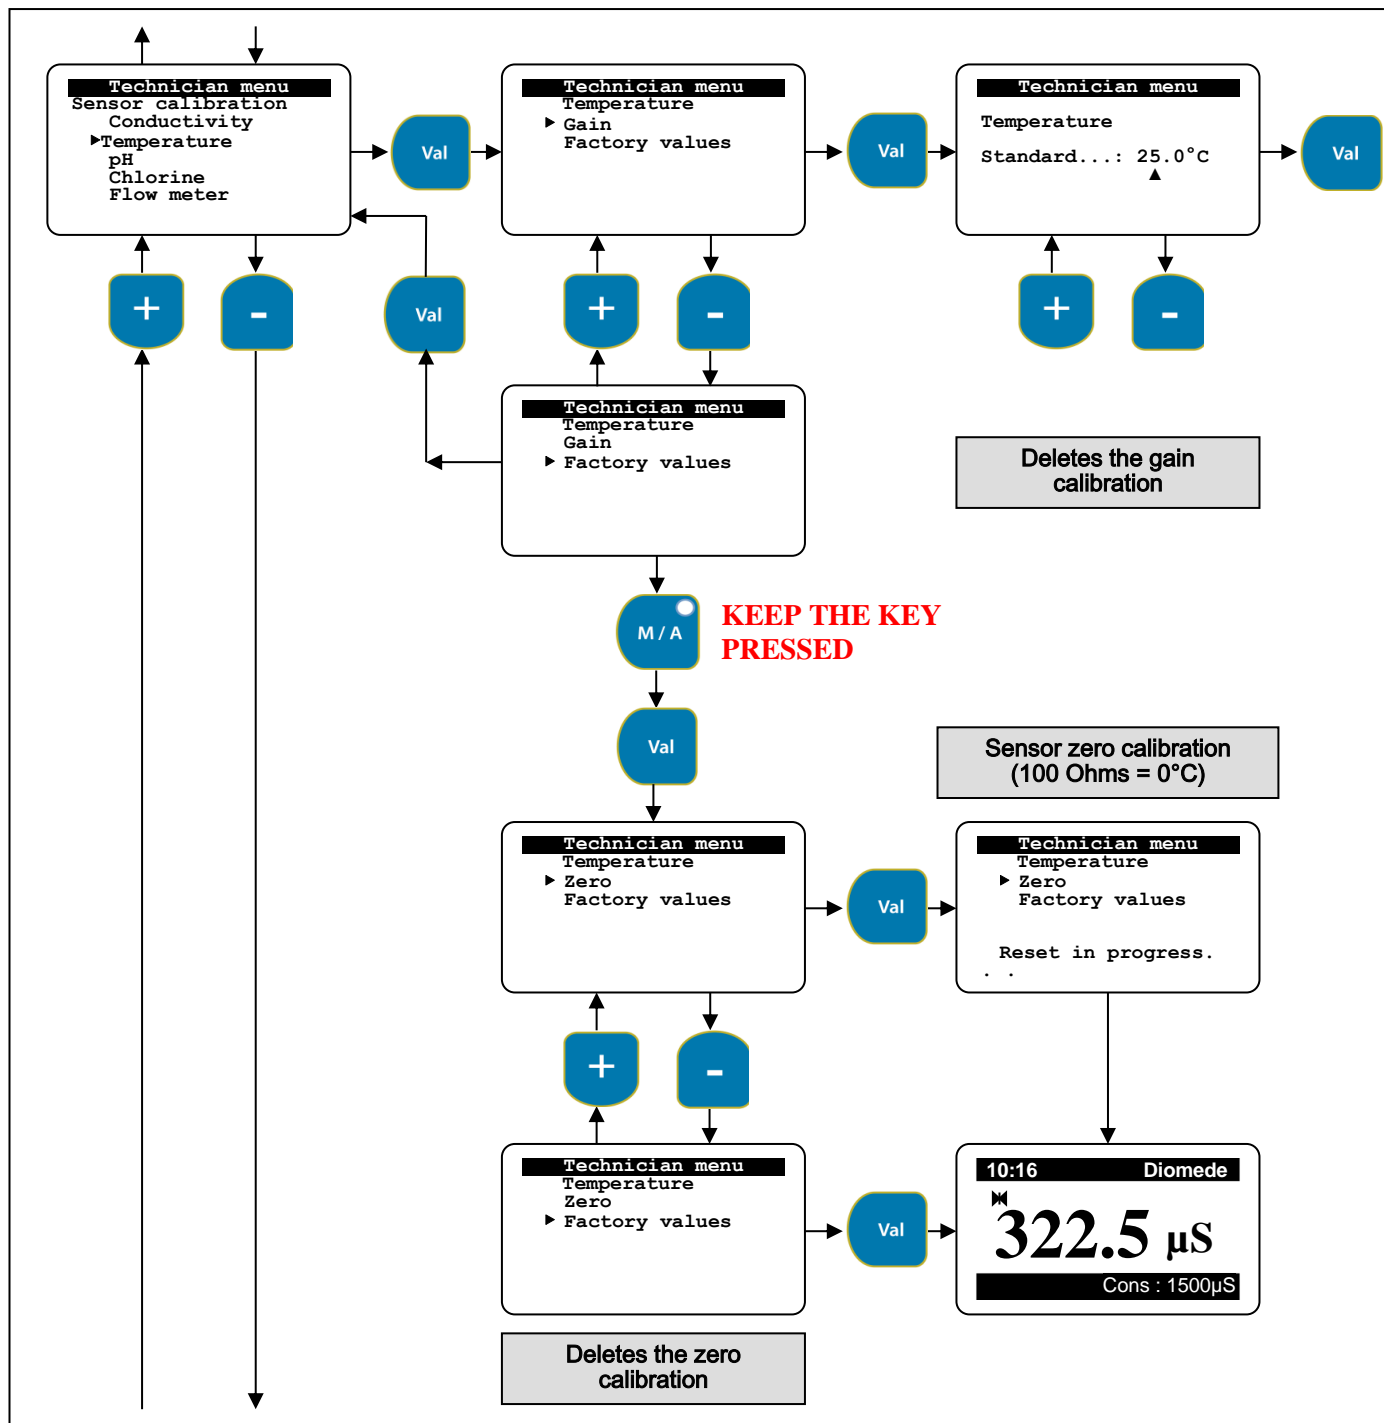 Technician menu
Sensor calibration
Conductivity
▶Temperature
pH
Chlorine
Flow meter
Val
Technician menu
Temperature
▶ Gain
Factory values
Val
Technician menu
Temperature
Standard...: 25.0°C
▲
Val
+
-
Val
+
-
+
-
Technician menu
Temperature
Gain
▶ Factory values
Deletes the gain
calibration
M / A
KEEP THE KEY
PRESSED
Val
Sensor zero calibration
(100 Ohms = 0°C)
Technician menu
Temperature
▶ Zero
Factory values
Val
Technician menu
Temperature
▶ Zero
Factory values
Reset in progress.
. .
+
-
Technician menu
Temperature
Zero
▶ Factory values
Val
10:16 Diomede
322.5 µS
Cons : 1500µS
Deletes the zero
calibration